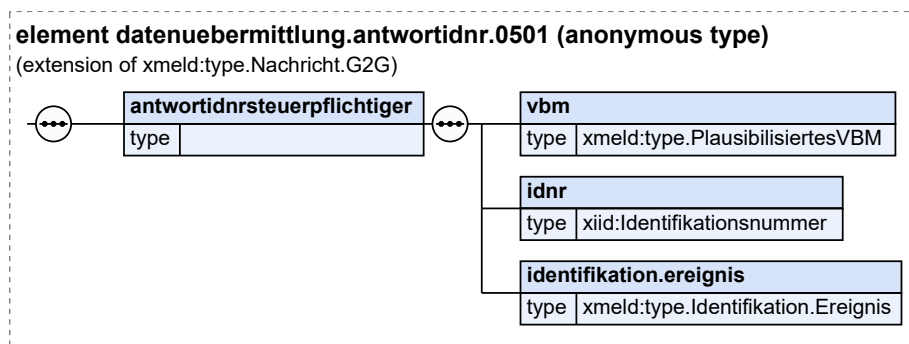 element datenuebermittlung.antwortidnr.0501 (anonymous type)
(extension of xmeld:type.Nachricht.G2G)
antwortidnrsteuerpflichtiger
type
vbm
type xmeld:type.PlausibilisiertesVBM
idnr
type xiid:Identifikationsnummer
identifikation.ereignis
type xmeld:type.Identifikation.Ereignis